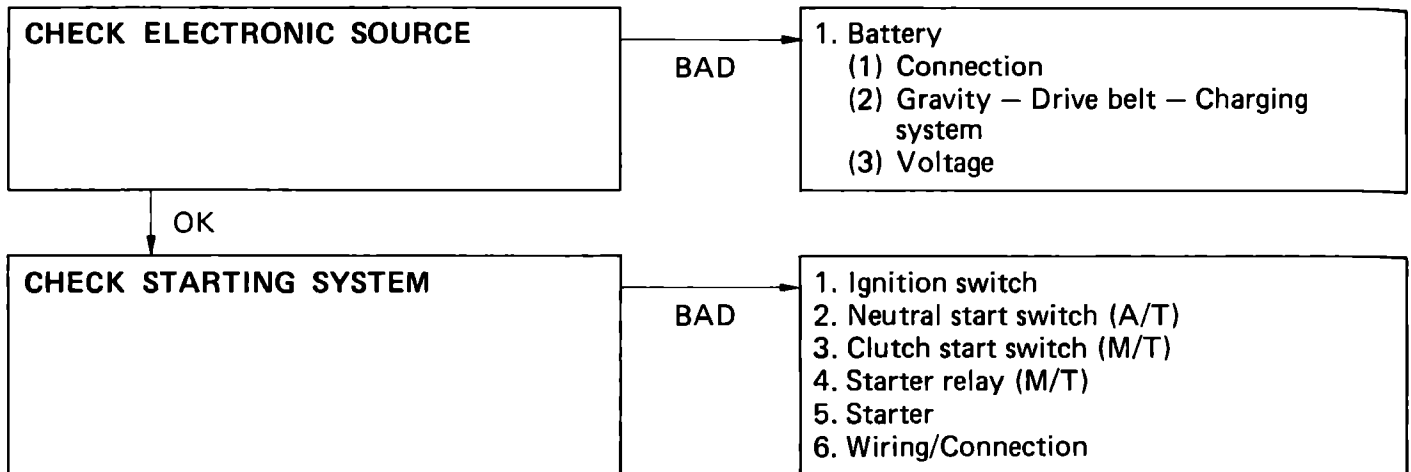 CHECK ELECTRONIC SOURCE
BAD
1. Battery
(1) Connection
(2) Gravity — Drive belt — Charging
system
(3) Voltage
OK
CHECK STARTING SYSTEM
BAD
1. Ignition switch
2. Neutral start switch (A/T)
3. Clutch start switch (M/T)
4. Starter relay (M/T)
5. Starter
6. Wiring/Connection